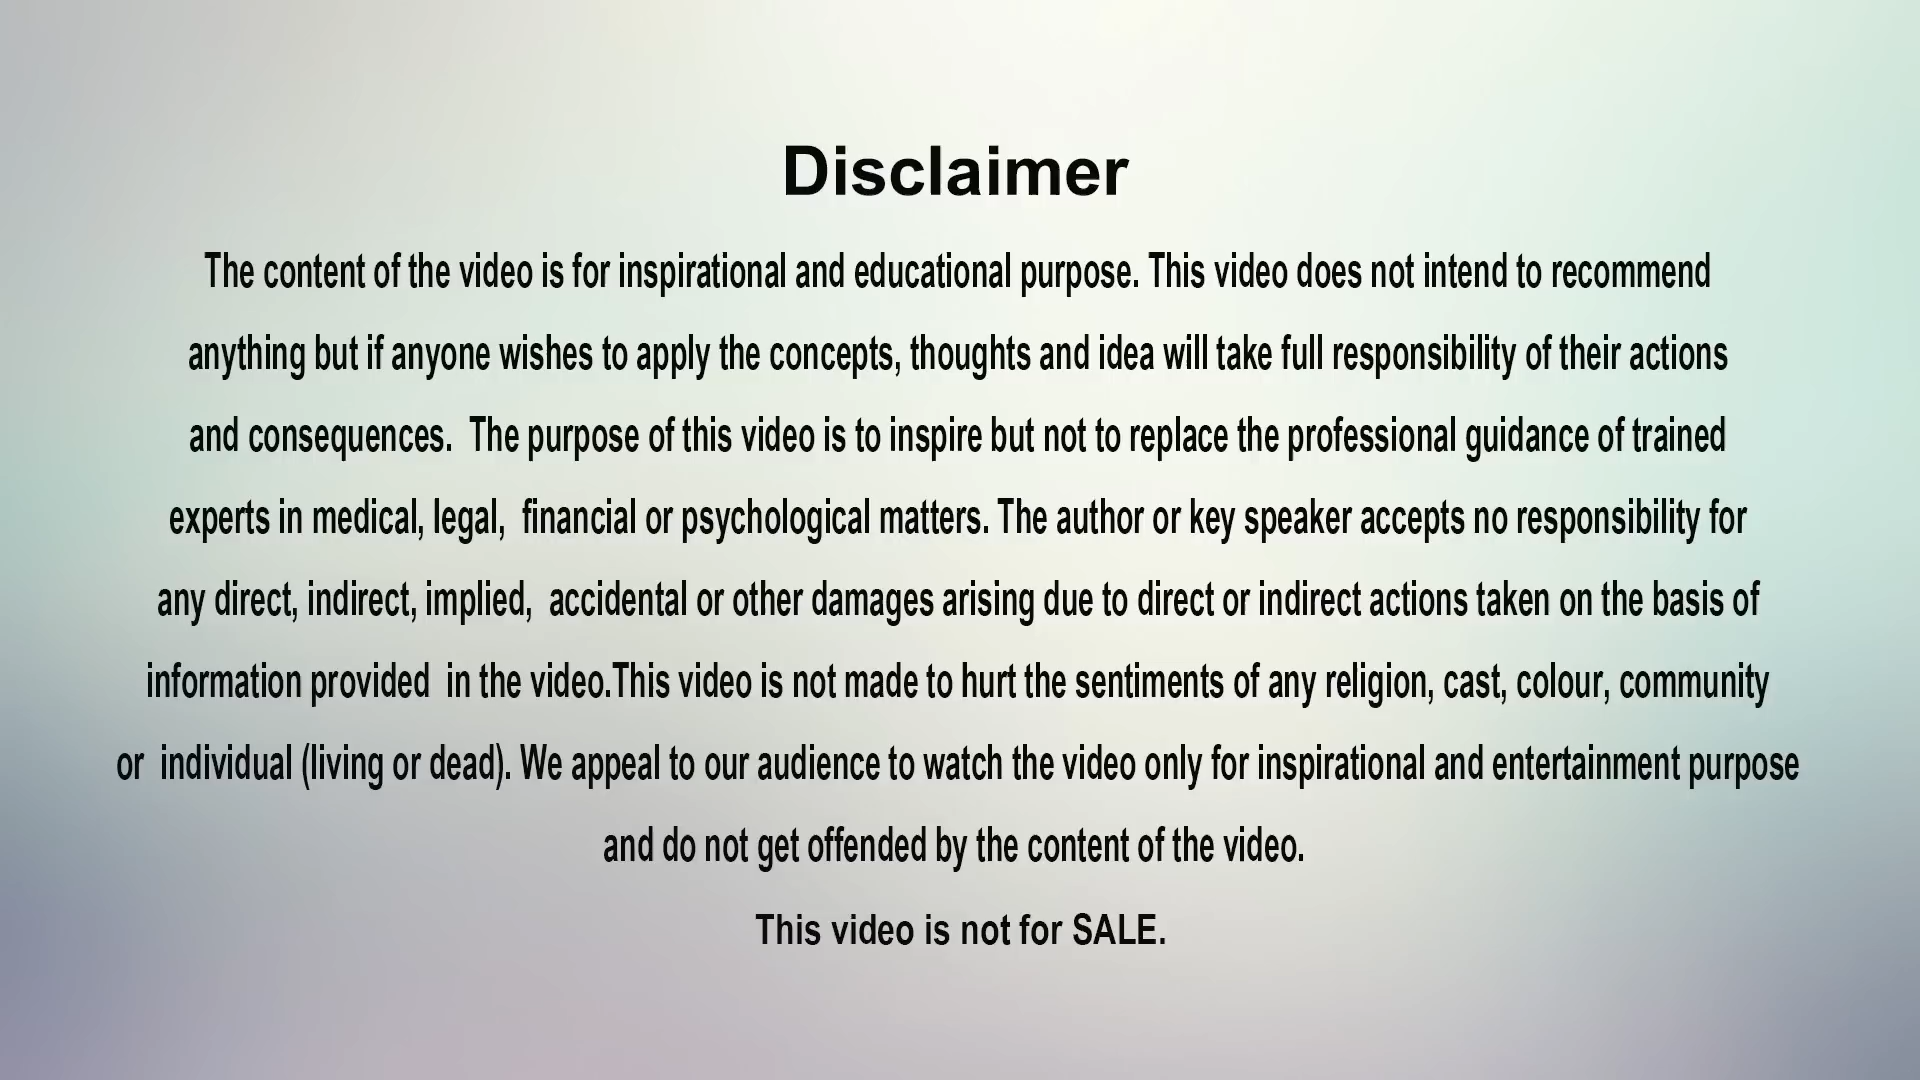 Disclaimer
The content of the video is for inspirational and educational purpose. This video does not intend to recommend
anything but if anyone wishes to apply the concepts, thoughts and idea will take full responsibility of their actions
and consequences.  The purpose of this video is to inspire but not to replace the professional guidance of trained
experts in medical, legal,  financial or psychological matters. The author or key speaker accepts no responsibility for
any direct, indirect, implied,  accidental or other damages arising due to direct or indirect actions taken on the basis of
information provided  in the video.This video is not made to hurt the sentiments of any religion, cast, colour, community
or  individual (living or dead). We appeal to our audience to watch the video only for inspirational and entertainment purpose
and do not get offended by the content of the video.
This video is not for SALE.